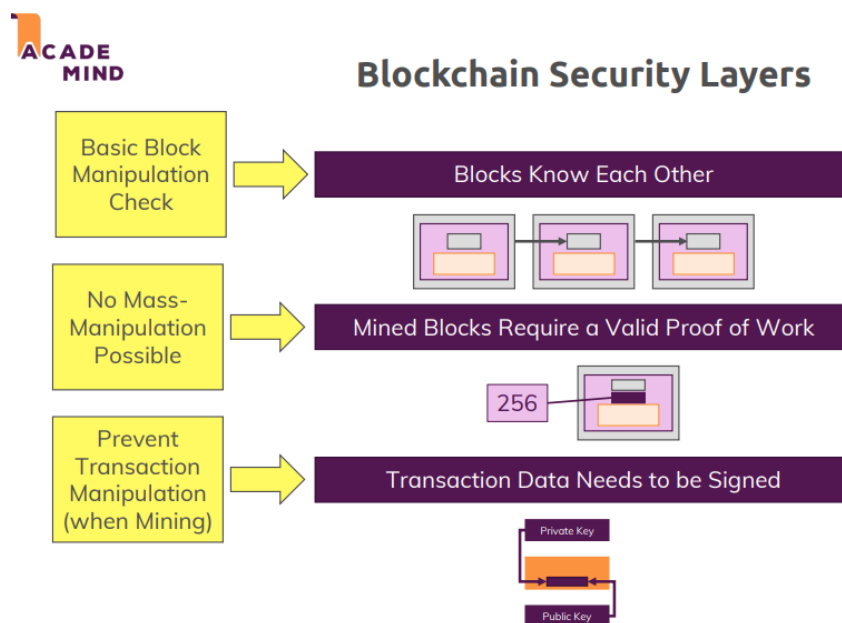 ACADE
MIND
Blockchain Security Layers
Basic Block
Manipulation
Check
Blocks Know Each Other
No Mass-
Manipulation
Possible
Mined Blocks Require a Valid Proof of Work
256
Prevent
Transaction
Manipulation
(when Mining)
Transaction Data Needs to be Signed
Private Key
Public Key